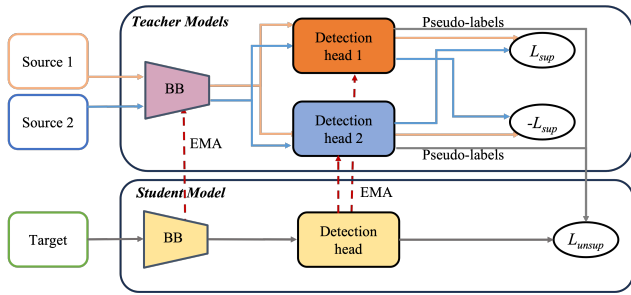 Teacher Models
Pseudo-labels
Source 1
Source 2
BB
Detection
head 1
L_sup
Detection
head 2
-L_sup
EMA
Pseudo-labels
Student Model
EMA
Target
BB
Detection
head
L_unsup